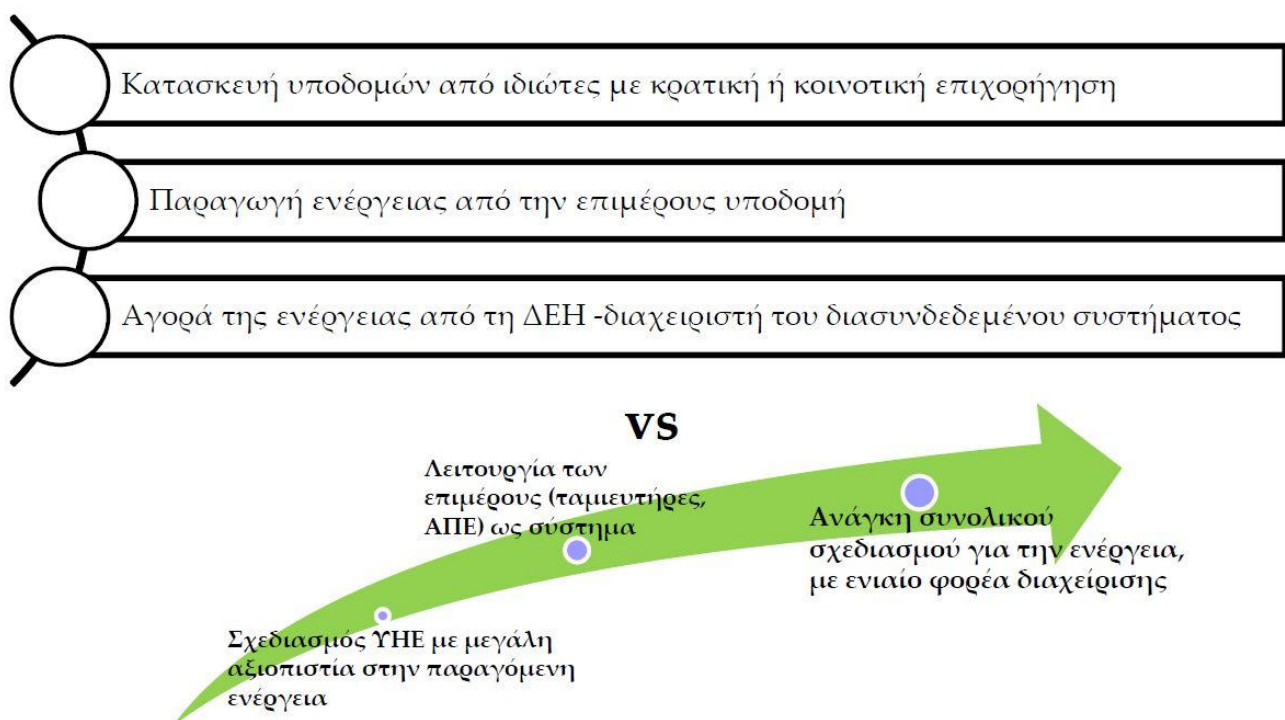 Κατασκευή υποδομών από ιδιώτες με κρατική ή κοινοτική επιχορήγηση
Παραγωγή ενέργειας από την επιμέρους υποδομή
Αγορά της ενέργειας από τη ΔΕΗ -διαχειριστή του διασυνδεδεμένου συστήματος
vs
Λειτουργία των
επιμέρους (ταμιευτήρες,
ΑΠΕ) ως σύστημα
Ανάγκη συνολικού
σχεδιασμού για την ενέργεια,
με ενιαίο φορέα διαχείρισης
Σχεδιασμός ΥΗΕ με μεγάλη
αξιοπιστία στην παραγόμενη
ενέργεια